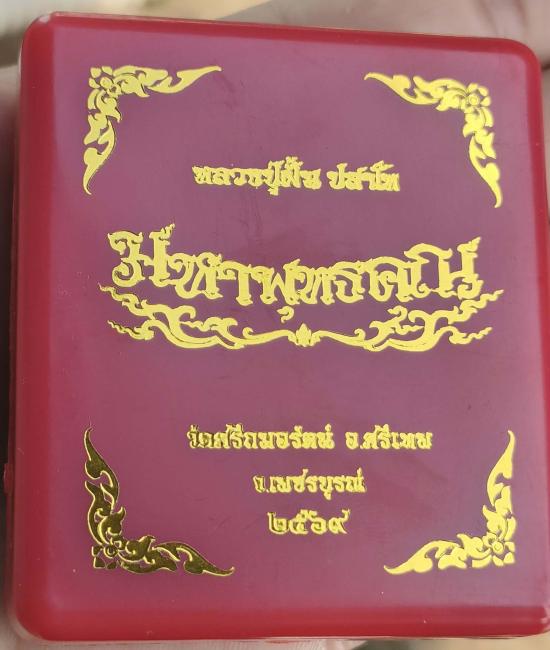 หลวงปู่ฝั้น ปสาโท
มหาพุทธคุณ
วัดศรีถมอรัตน์ อ.ศรีเทพ
จ.เพชรบูรณ์
๒๕๖๙